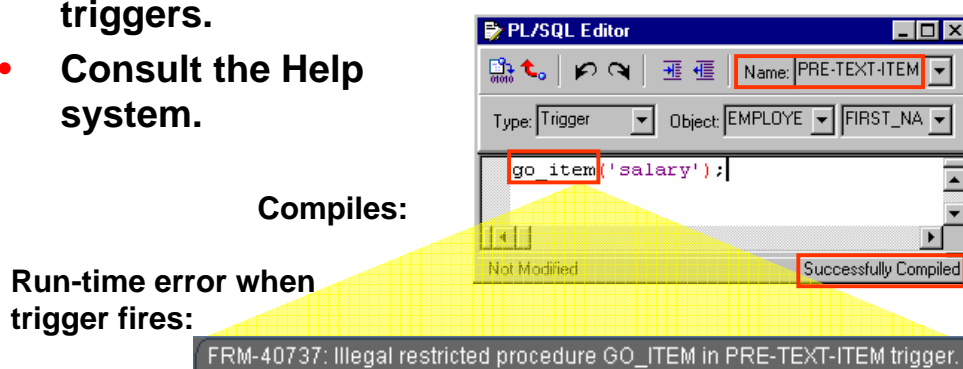 triggers.
• Consult the Help
system.
PL/SQL Editor
Name: PRE-TEXT-ITEM
Type: Trigger Object: EMPLOYE FIRST_NA
go_item('salary');
Not Modified Successfully Compiled
Compiles:
Run-time error when
trigger fires:
FRM-40737: Illegal restricted procedure GO_ITEM in PRE-TEXT-ITEM trigger.